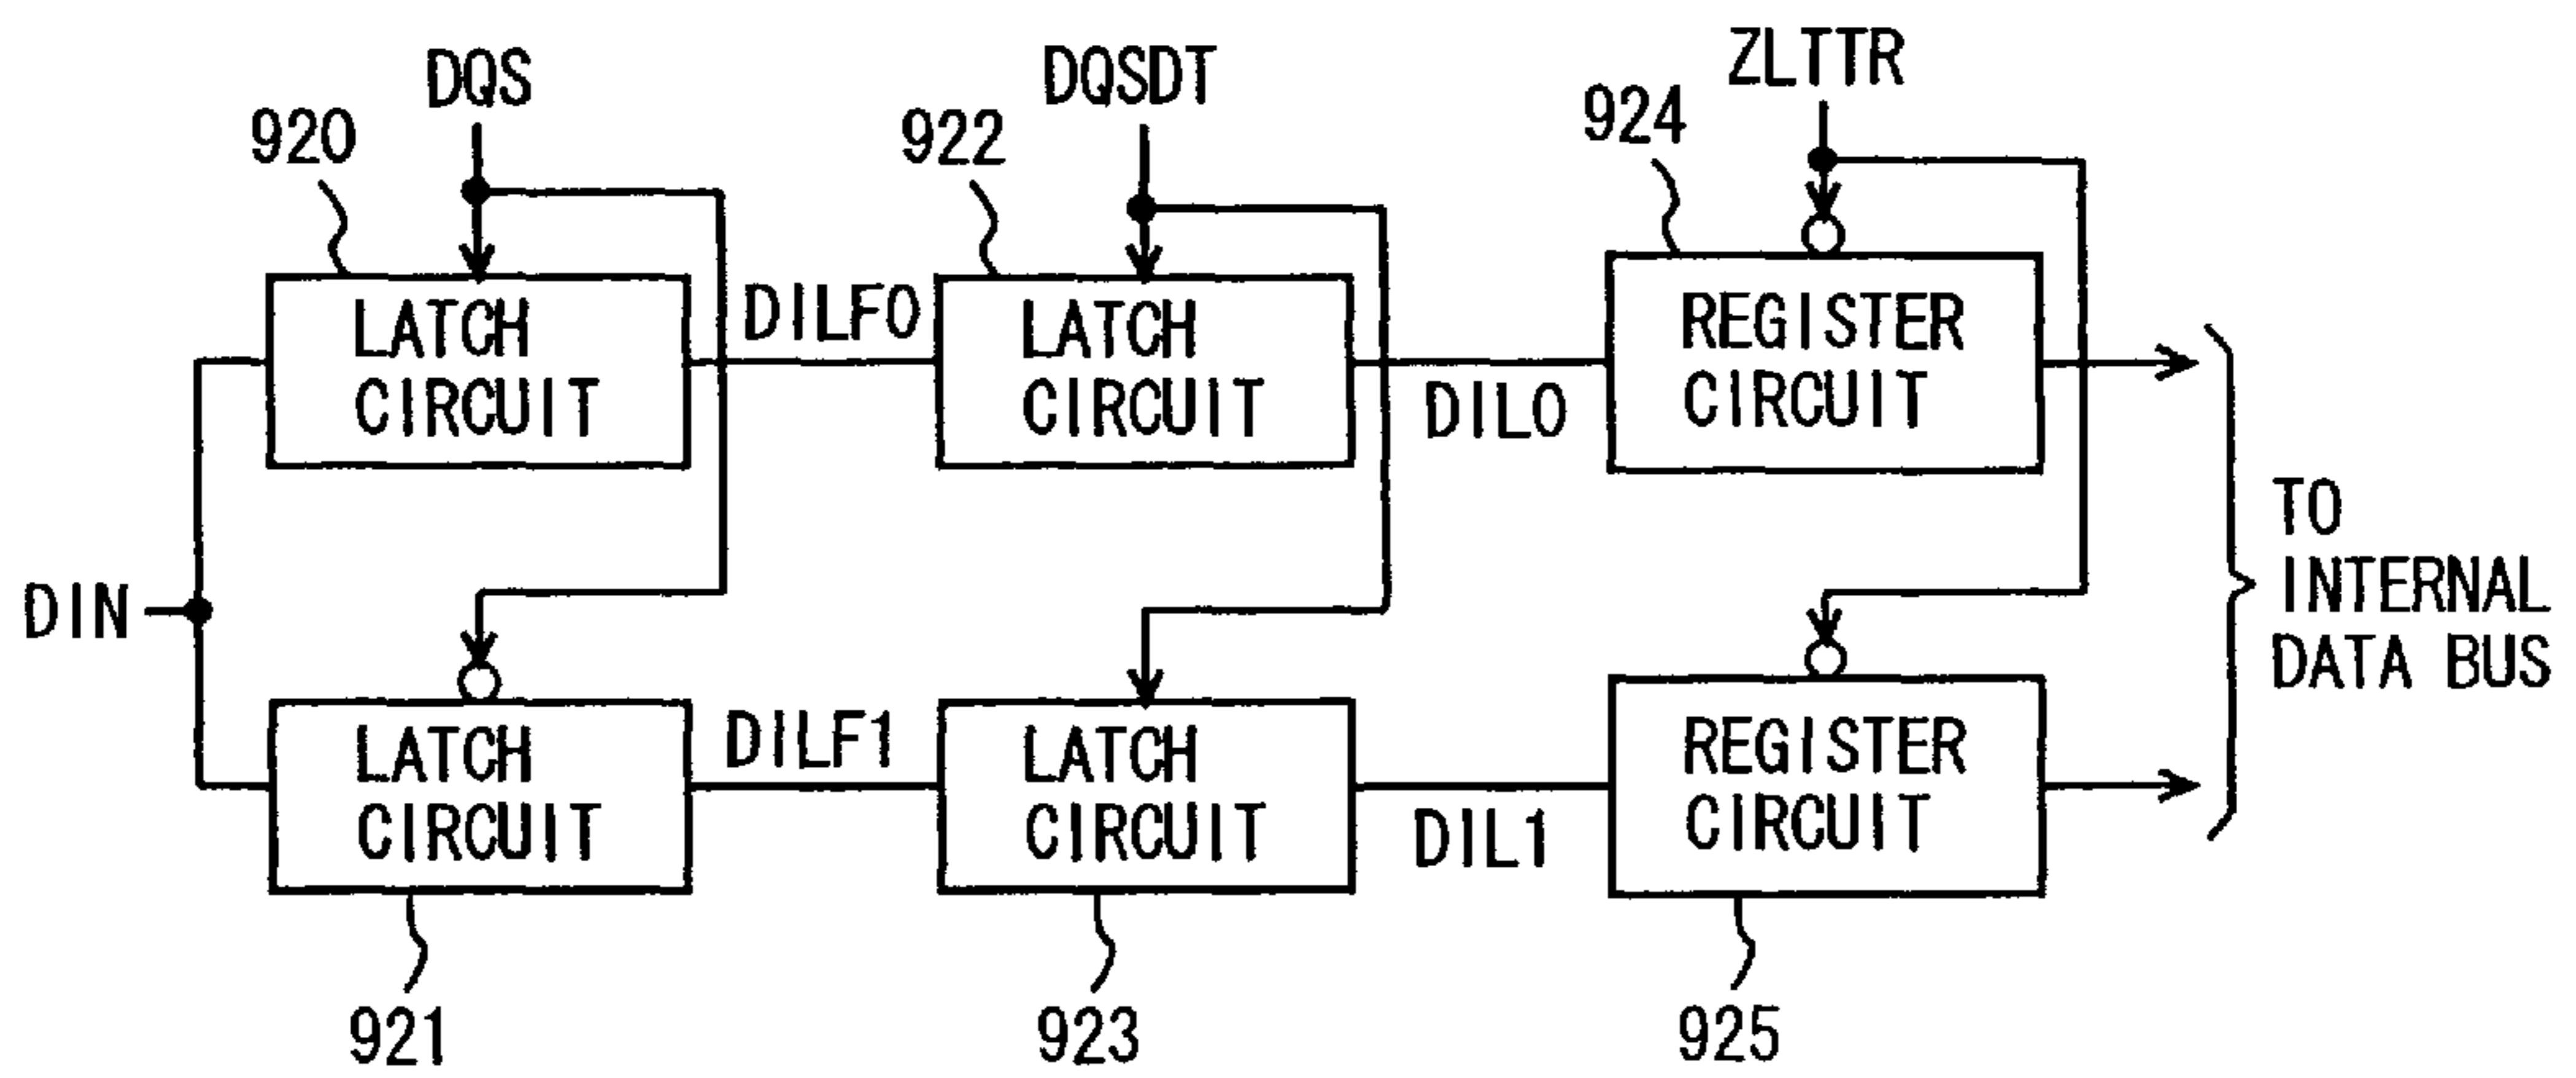 DQS
DQSDT
ZLTTR
920
922
924
LATCH
CIRCUIT
DILF0
LATCH
CIRCUIT
DIL0
REGISTER
CIRCUIT
DIN
TO
INTERNAL
DATA BUS
LATCH
CIRCUIT
DILF1
LATCH
CIRCUIT
DIL1
REGISTER
CIRCUIT
921
923
925